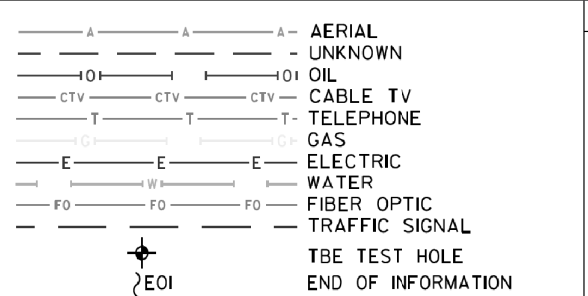 A A A AERIAL
UNKNOWN
O O OIL
CTV CTV CTV CABLE TV
T T T TELEPHONE
G G GAS
E E E ELECTRIC
W WATER
FO FO FO FIBER OPTIC
TRAFFIC SIGNAL
TBE TEST HOLE
EOI END OF INFORMATION